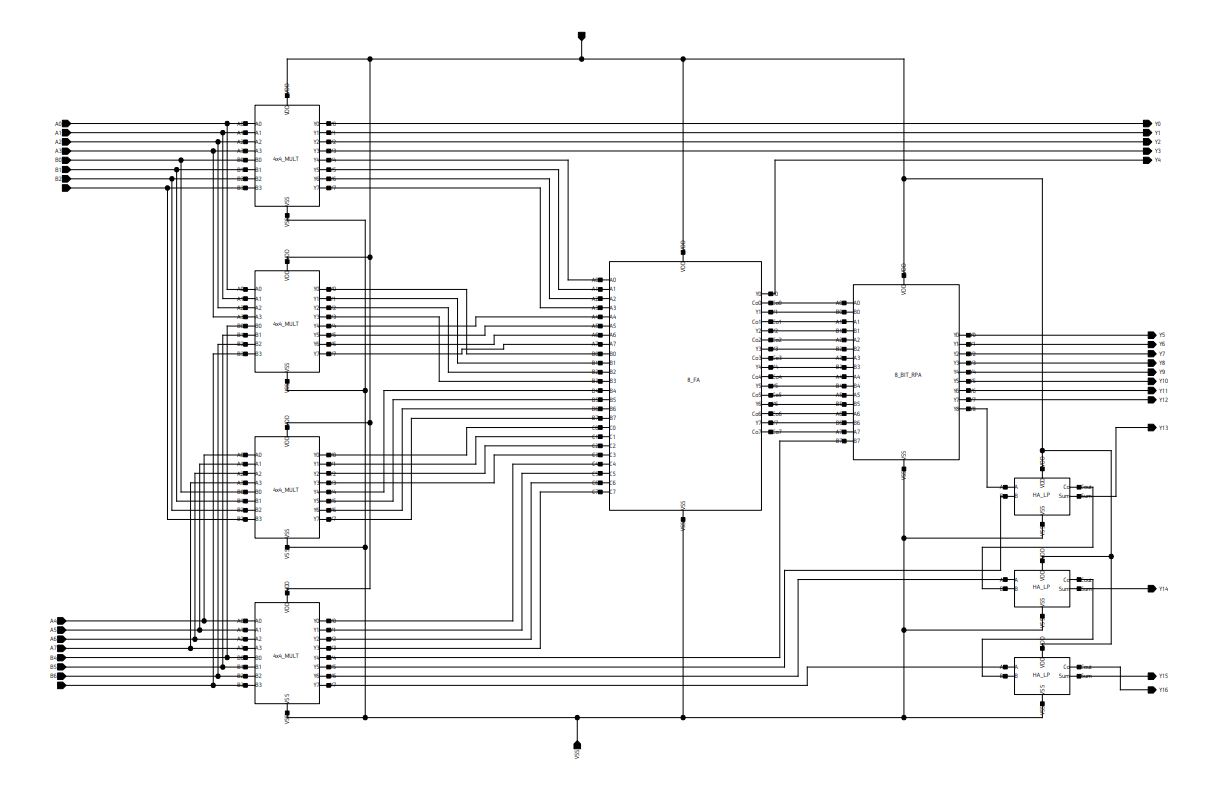 A0
A1
A2
A3
B0
B1
B2
A4
A5
A6
A7
B4
B5
B6
VDD
A0
A1
A2
A3
B0
B1
B2
B3
4x4_MULT
Y0
Y1
Y2
Y3
Y4
Y5
Y6
Y7
VSS
VDD
A0
A1
A2
A3
B0
B1
B2
B3
4x4_MULT
Y0
Y1
Y2
Y3
Y4
Y5
Y6
Y7
VSS
VDD
A0
A1
A2
A3
B0
B1
B2
B3
4x4_MULT
Y0
Y1
Y2
Y3
Y4
Y5
Y6
Y7
VSS
VDD
A0
A1
A2
A3
B0
B1
B2
B3
4x4_MULT
Y0
Y1
Y2
Y3
Y4
Y5
Y6
Y7
VSS
VDD
A0
A1
A2
A3
A4
A5
A6
A7
B0
B1
B2
B3
B4
B5
B6
B7
C0
C1
C2
C3
C4
C5
C6
C7
8_FA
Y0
Co0
Y1
Co1
Y2
Co2
Y3
Co3
Y4
Co4
Y5
Co5
Y6
Co6
Y7
Co7
VSS
VDD
A0
B0
A1
B1
A2
B2
A3
B3
A4
B4
A5
B5
A6
B6
A7
B7
8_BIT_RPA
Y0
Y1
Y2
Y3
Y4
Y5
Y6
Y7
Y8
VSS
VDD
A
B
HA_LP
Co
Sum
VSS
VDD
A
B
HA_LP
Co
Sum
VSS
VDD
A
B
HA_LP
Co
Sum
VSS
Y0
Y1
Y2
Y3
Y4
Y5
Y6
Y7
Y8
Y9
Y10
Y11
Y12
Y13
Y14
Y15
Y16
VSS